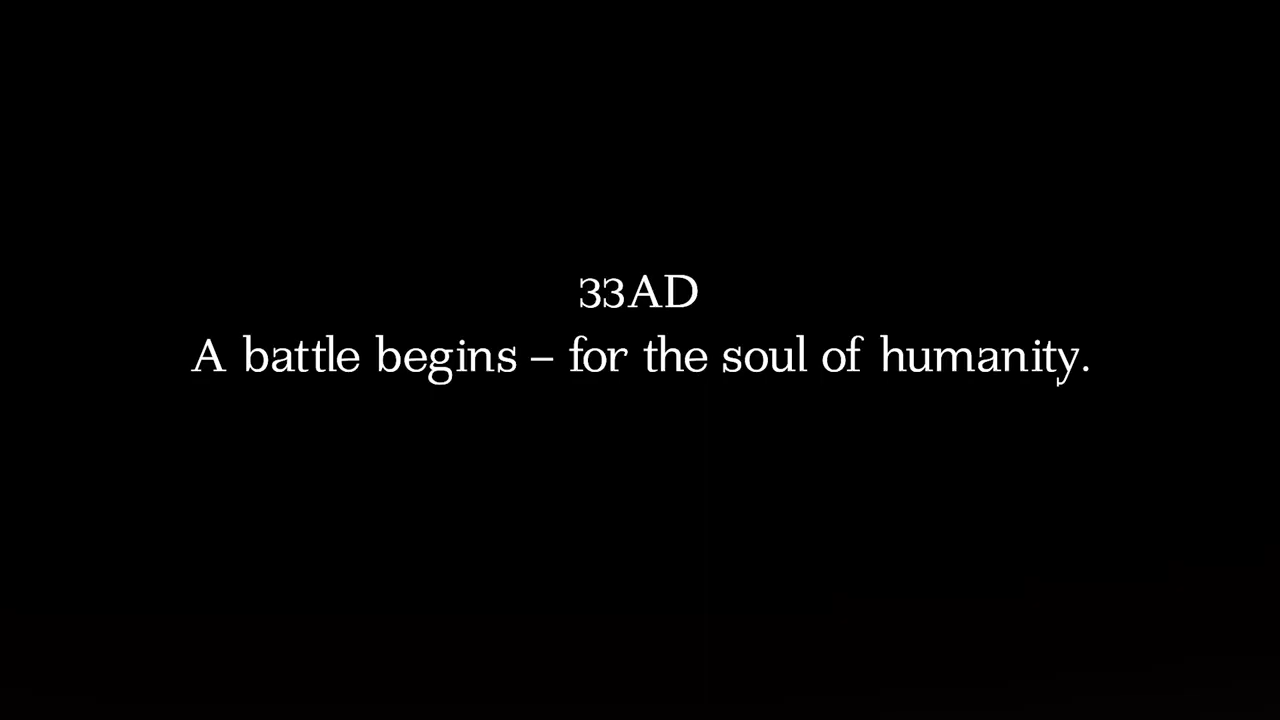 33AD
A battle begins – for the soul of humanity.